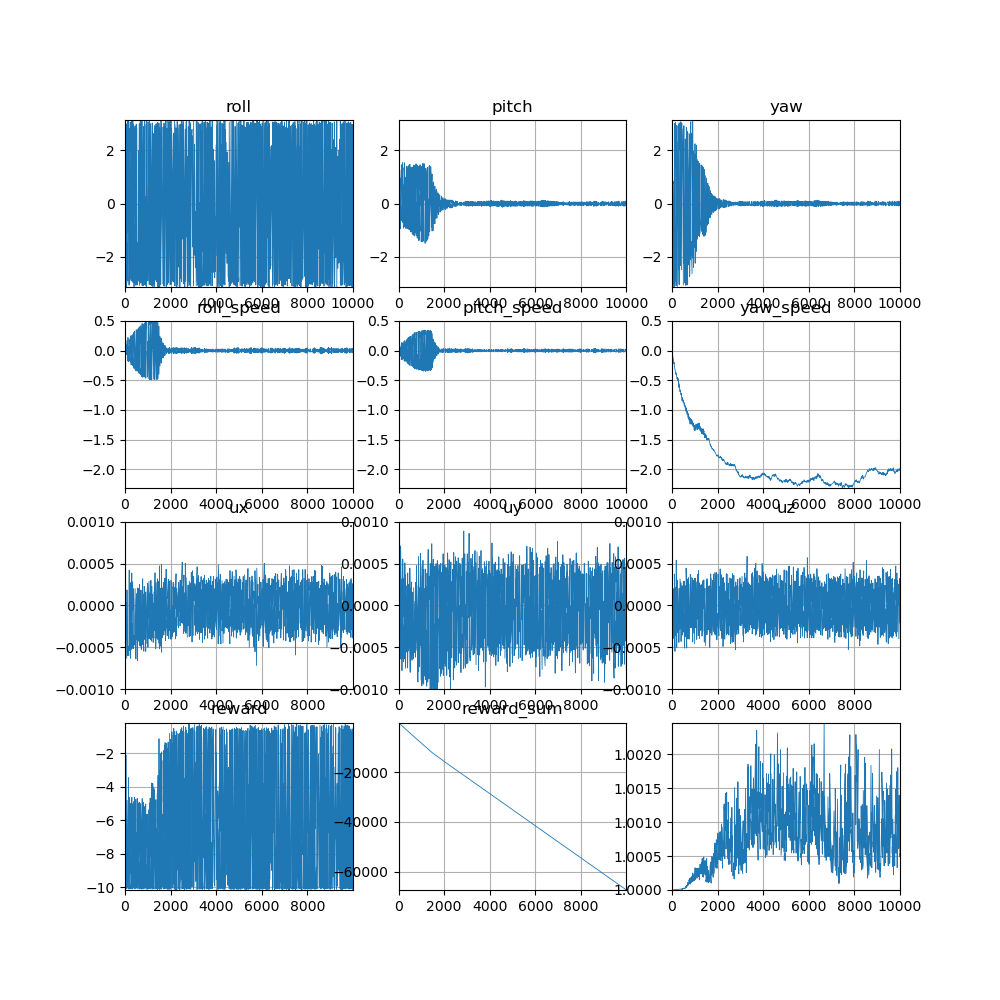 roll pitch yaw
2 2 2
0 0 0
−2 −2 −2
0 2000 4000 6000 8000 10000 0 2000 4000 6000 8000 10000 0 2000 4000 6000 8000 10000
roll_speed pitch_speed yaw_speed
0.5 0.5 0.5
0.0 0.0 0.0
−0.5 −0.5 −0.5
−1.0 −1.0 −1.0
−1.5 −1.5 −1.5
−2.0 −2.0 −2.0
0 2000 4000 6000 8000 10000 0 2000 4000 6000 8000 10000 0 2000 4000 6000 8000 10000
ux uy uz
0.0010 0.0010 0.0010
0.0005 0.0005 0.0005
0.0000 0.0000 0.0000
−0.0005 −0.0005 −0.0005
−0.0010 −0.0010 −0.0010
0 2000 4000 6000 8000 0 2000 4000 6000 8000 0 2000 4000 6000 8000
reward reward_sum
−2 −20000 1.0020
−4 −40000 1.0015
−6 −60000 1.0010
−8 1.0005
−10 1.0000
0 2000 4000 6000 8000 0 2000 4000 6000 8000 0 2000 4000 6000 8000 10000